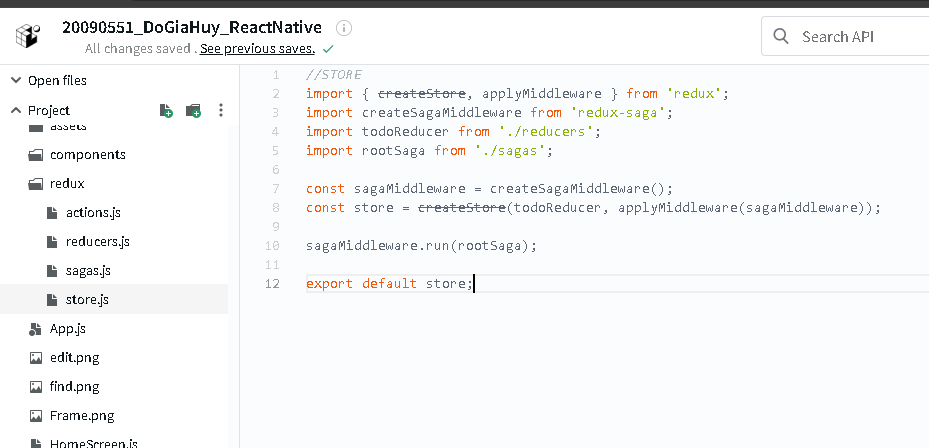 20090551_DoGiaHuy_ReactNative
All changes saved. See previous saves.
Search API
Open files
Project
assets
components
redux
actions.js
reducers.js
sagas.js
store.js
App.js
edit.png
find.png
Frame.png
HomeScreen.js
1 //STORE
2 import { createStore, applyMiddleware } from 'redux';
3 import createSagaMiddleware from 'redux-saga';
4 import todoReducer from './reducers';
5 import rootSaga from './sagas';
6
7 const sagaMiddleware = createSagaMiddleware();
8 const store = createStore(todoReducer, applyMiddleware(sagaMiddleware));
9
10 sagaMiddleware.run(rootSaga);
11
12 export default store;